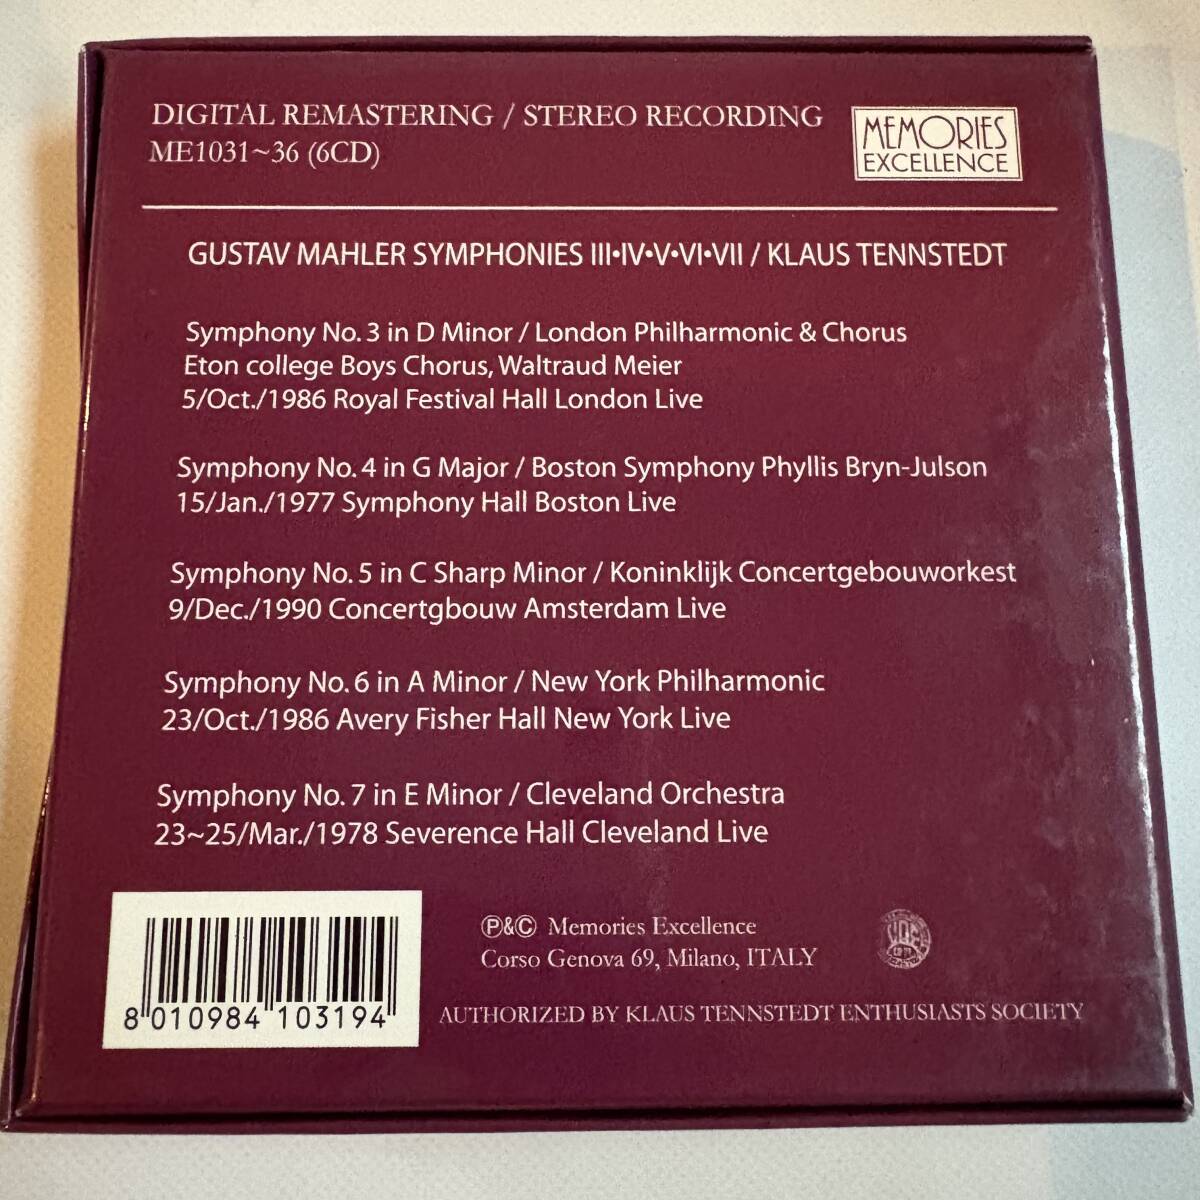 DIGITAL REMASTERING / STEREO RECORDING
ME1031~36 (6CD)
MEMORIES
EXCELLENCE
GUSTAV MAHLER SYMPHONIES III•IV•V•VI•VII / KLAUS TENNSTEDT
Symphony No. 3 in D Minor / London Philharmonic & Chorus
Eton college Boys Chorus, Waltraud Meier
5/Oct./1986 Royal Festival Hall London Live
Symphony No. 4 in G Major / Boston Symphony Phyllis Bryn-Julson
15/Jan./1977 Symphony Hall Boston Live
Symphony No. 5 in C Sharp Minor / Koninklijk Concertgebouworkest
9/Dec./1990 Concertgbouw Amsterdam Live
Symphony No. 6 in A Minor / New York Philharmonic
23/Oct./1986 Avery Fisher Hall New York Live
Symphony No. 7 in E Minor / Cleveland Orchestra
23~25/Mar./1978 Severence Hall Cleveland Live
℗&© Memories Excellence
Corso Genova 69, Milano, ITALY
AUTHORIZED BY KLAUS TENNSTEDT ENTHUSIASTS SOCIETY
8 010984 103194